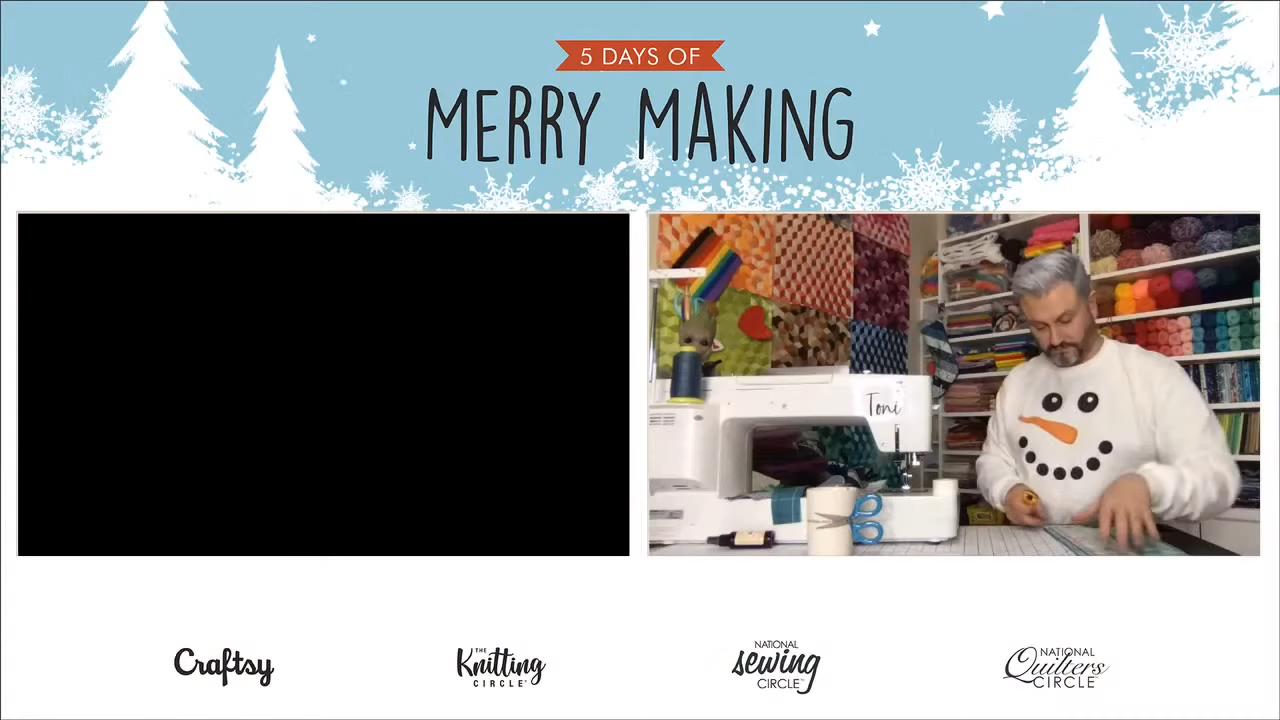 5 DAYS OF
MERRY MAKING
Toni
Craftsy
THE
Knitting
CIRCLE
NATIONAL
sewing
CIRCLE
NATIONAL
Quilters
CIRCLE